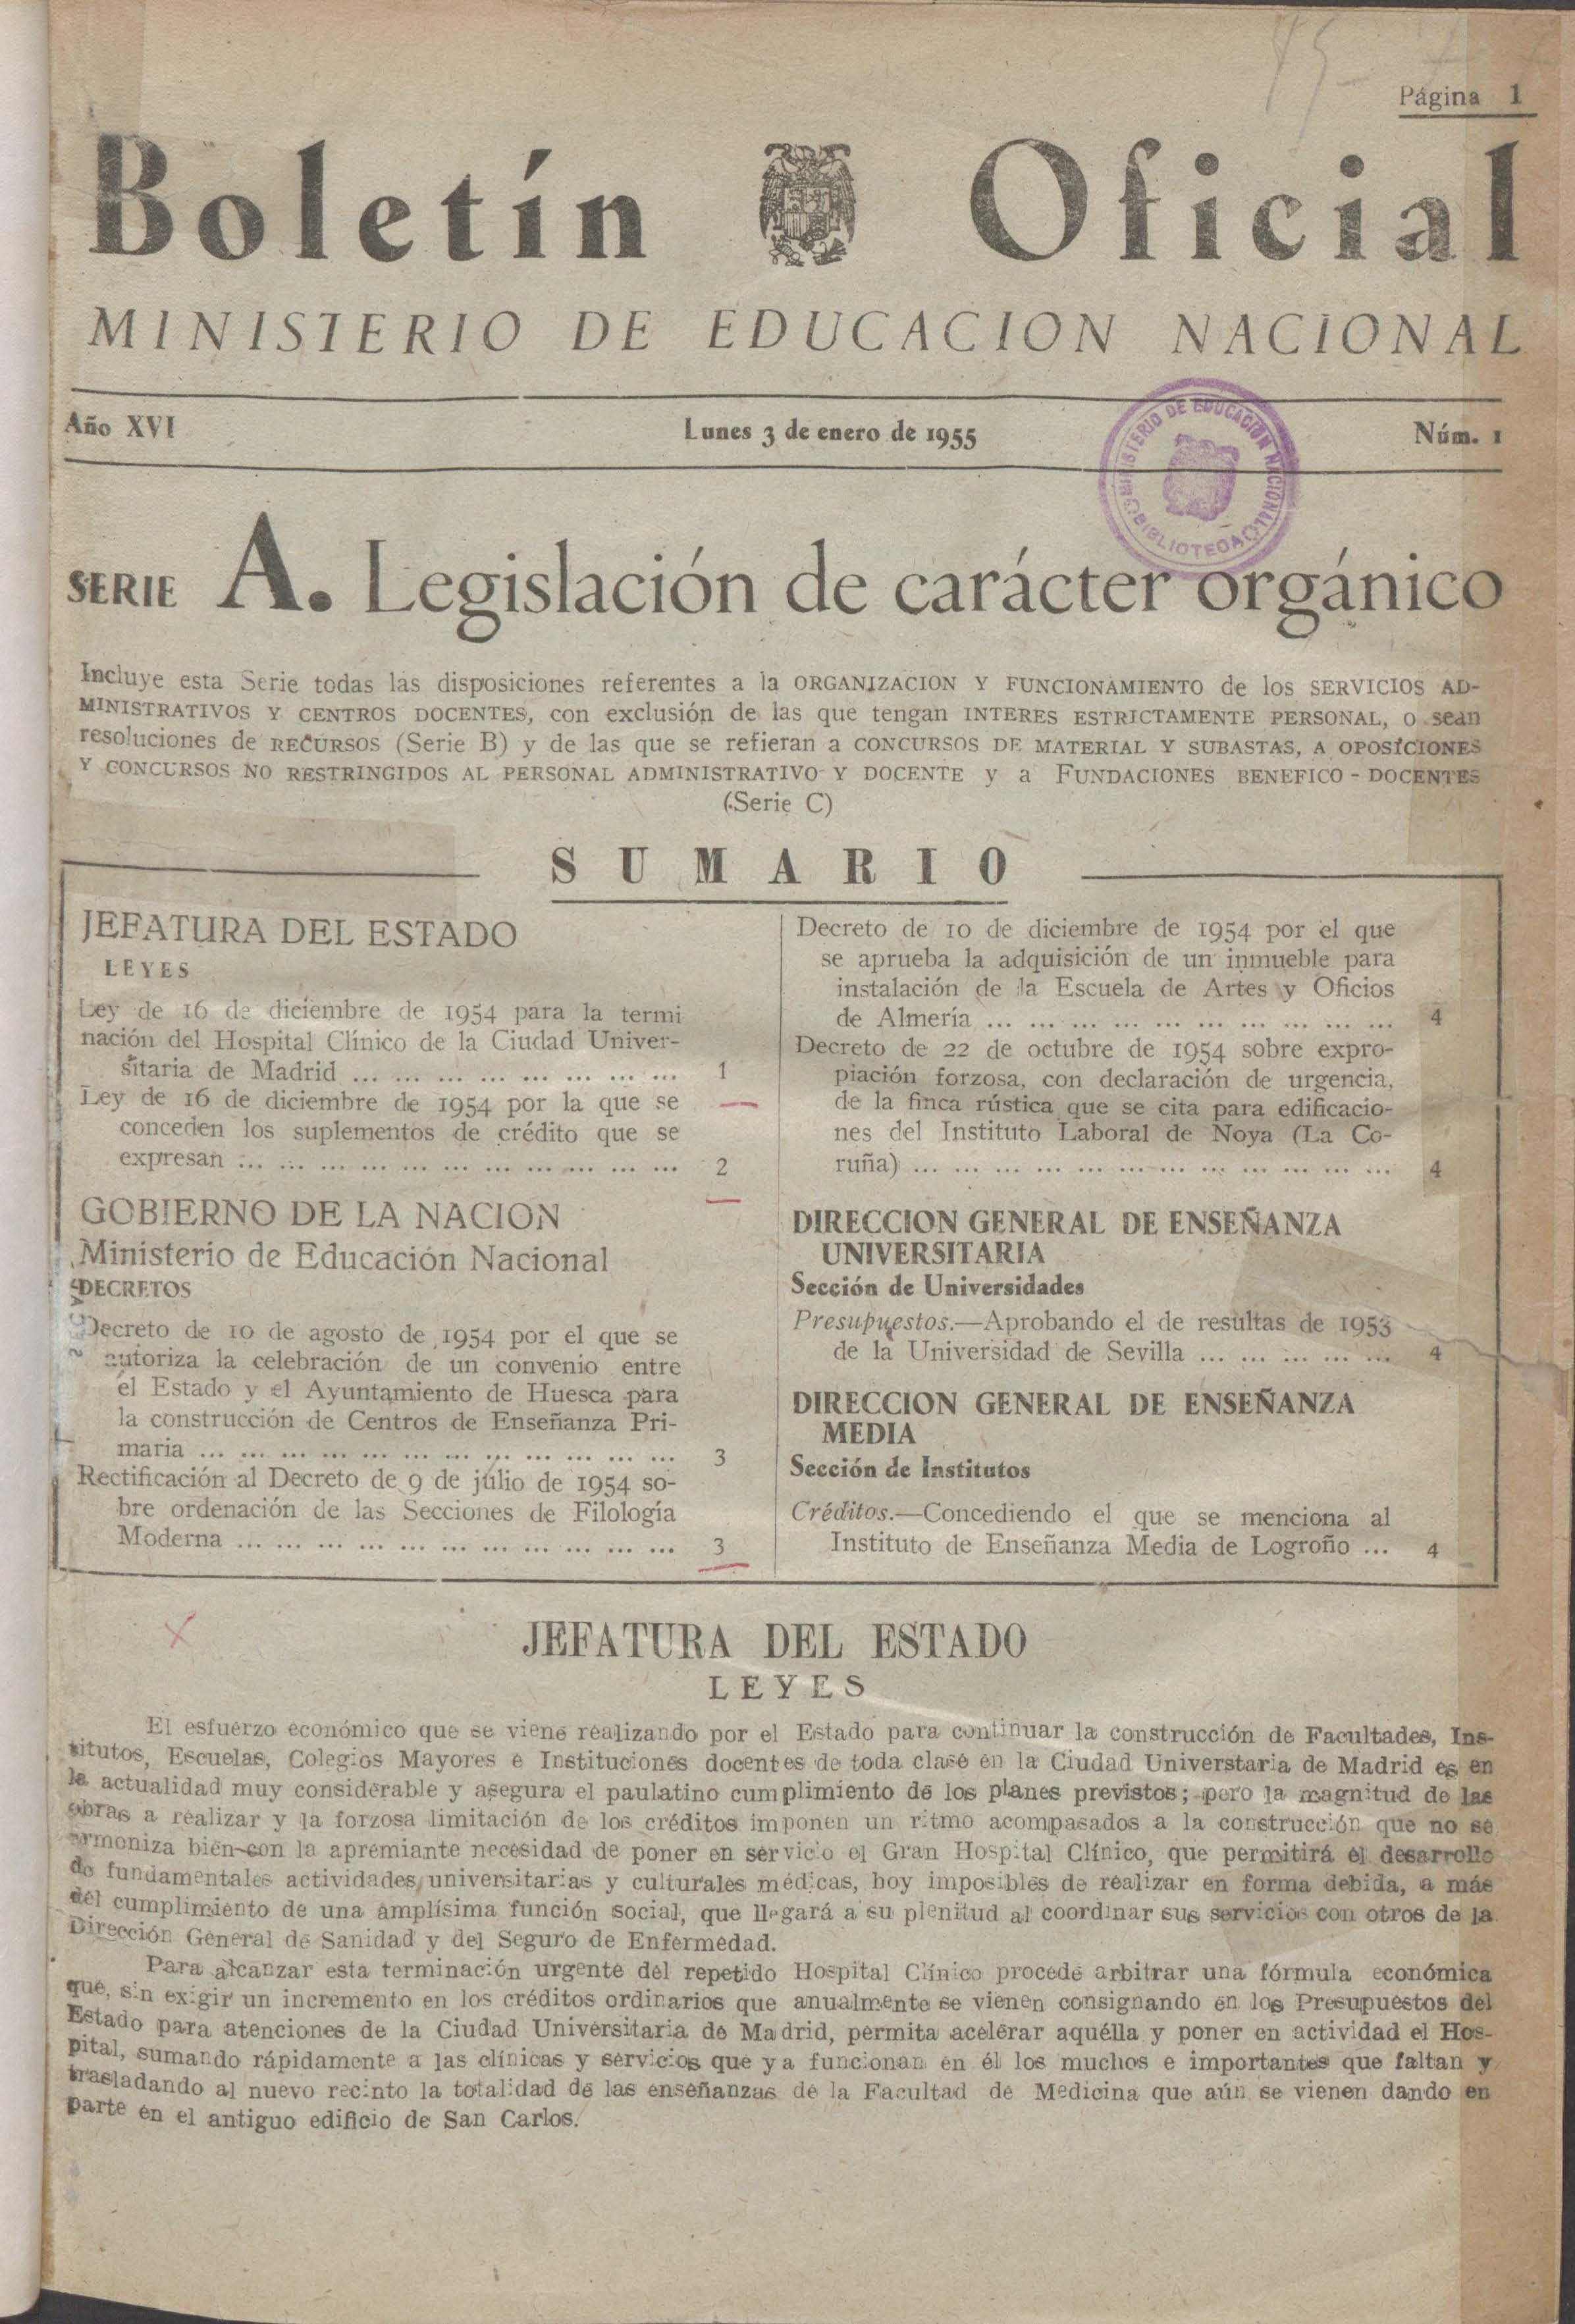 Página 1
Boletín Oficial
MINISTERIO DE EDUCACION NACIONAL
Año XVI Lunes 3 de enero de 1955 Núm. 1
MINISTERIO DE EDUCACION NACIONAL
BIBLIOTECA
SERIE A. Legislación de carácter orgánico
Incluye esta Serie todas las disposiciones referentes a la ORGANIZACION Y FUNCIONAMIENTO de los SERVICIOS AD-
MINISTRATIVOS Y CENTROS DOCENTES, con exclusión de las que tengan INTERES ESTRICTAMENTE PERSONAL, o sean
resoluciones de RECURSOS (Serie B) y de las que se refieran a CONCURSOS DE MATERIAL Y SUBASTAS, A OPOSICIONES
Y CONCURSOS NO RESTRINGIDOS AL PERSONAL ADMINISTRATIVO Y DOCENTE y a FUNDACIONES BENEFICO - DOCENTES
(Serie C)
SUMARIO
JEFATURA DEL ESTADO
LEYES
Ley de 16 de diciembre de 1954 para la termi
nación del Hospital Clínico de la Ciudad Univer-
sitaria de Madrid ... ... ... ... ... ... ... ... 1
Ley de 16 de diciembre de 1954 por la que se
conceden los suplementos de crédito que se
expresan ... ... ... ... ... ... ... ... ... ... ... 2
GOBIERNO DE LA NACION
Ministerio de Educación Nacional
DECRETOS
Decreto de 10 de agosto de 1954 por el que se
autoriza la celebración de un convenio entre
el Estado y el Ayuntamiento de Huesca para
la construcción de Centros de Enseñanza Pri-
maria ... ... ... ... ... ... ... ... ... ... ... ... 3
Rectificación al Decreto de 9 de julio de 1954 so-
bre ordenación de las Secciones de Filología
Moderna ... ... ... ... ... ... ... ... ... ... ... 3
Decreto de 10 de diciembre de 1954 por el que
se aprueba la adquisición de un inmueble para
instalación de la Escuela de Artes y Oficios
de Almería ... ... ... ... ... ... ... ... ... ... 4
Decreto de 22 de octubre de 1954 sobre expro-
piación forzosa, con declaración de urgencia,
de la finca rústica que se cita para edificacio-
nes del Instituto Laboral de Noya (La Co-
ruña) ... ... ... ... ... ... ... ... ... ... ... ... 4
DIRECCION GENERAL DE ENSEÑANZA
UNIVERSITARIA
Sección de Universidades
Presupuestos.—Aprobando el de resultas de 1953
de la Universidad de Sevilla ... ... ... ... ... 4
DIRECCION GENERAL DE ENSEÑANZA
MEDIA
Sección de Institutos
Créditos.—Concediendo el que se menciona al
Instituto de Enseñanza Media de Logroño ... 4
JEFATURA DEL ESTADO
LEYES
El esfuerzo económico que se viene realizando por el Estado para continuar la construcción de Facultades, Ins-
titutos, Escuelas, Colegios Mayores e Instituciones docentes de toda clase en la Ciudad Universtaria de Madrid es en
la actualidad muy considerable y asegura el paulatino cumplimiento de los planes previstos; pero la magnitud de las
obras a realizar y la forzosa limitación de los créditos imponen un ritmo acompasados a la construcción que no se
armoniza bien con la apremiante necesidad de poner en servicio el Gran Hospital Clínico, que permitirá el desarrollo
de fundamentales actividades universitarias y culturales médicas, hoy imposibles de realizar en forma debida, a más
del cumplimiento de una amplísima función social, que llegará a su plenitud al coordinar sus servicios con otros de la
Dirección General de Sanidad y del Seguro de Enfermedad.
Para alcanzar esta terminación urgente del repetido Hospital Clínico procede arbitrar una fórmula económica
que, sin exigir un incremento en los créditos ordinarios que anualmente se vienen consignando en los Presupuestos del
Estado para atenciones de la Ciudad Universitaria de Madrid, permita acelerar aquélla y poner en actividad el Hos-
pital, sumando rápidamente a las clínicas y servicios que ya funcionan en él los muchos e importantes que faltan y
trasladando al nuevo recinto la totalidad de las enseñanzas de la Facultad de Medicina que aún se vienen dando en
parte en el antiguo edificio de San Carlos.